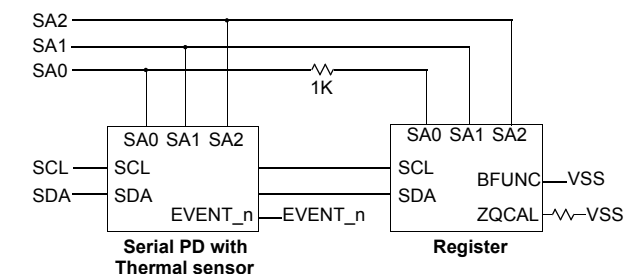 SA2
SA1
SA0
1K
SA0 SA1 SA2
SA0 SA1 SA2
SCL
SCL
SCL
SDA
SDA
SDA
BFUNC
VSS
EVENT_n
EVENT_n
ZQCAL
VSS
Serial PD with
Thermal sensor
Register